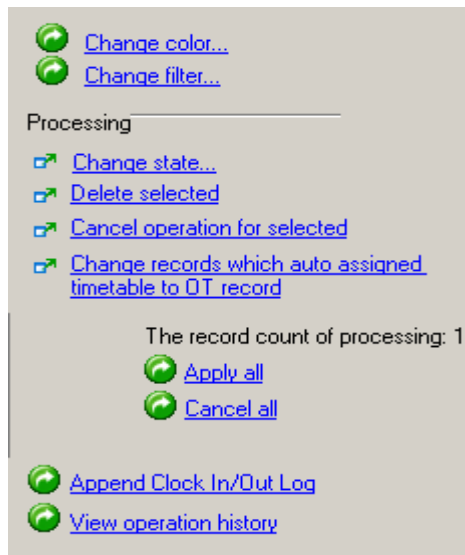 Change color...
Change filter...
Processing
Change state...
Delete selected
Cancel operation for selected
Change records which auto assigned
timetable to OT record
The record count of processing: 1
Apply all
Cancel all
Append Clock In/Out Log
View operation history